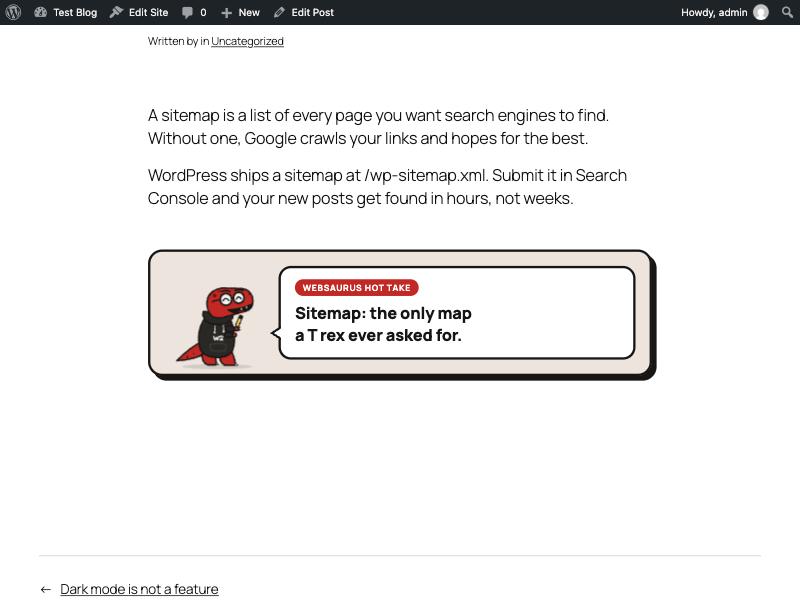 Test Blog Edit Site 0 New Edit Post Howdy, admin
Written by in Uncategorized
A sitemap is a list of every page you want search engines to find.
Without one, Google crawls your links and hopes for the best.
WordPress ships a sitemap at /wp-sitemap.xml. Submit it in Search
Console and your new posts get found in hours, not weeks.
WEBSAURUS HOT TAKE
Sitemap: the only map
a T rex ever asked for.
W2
← Dark mode is not a feature